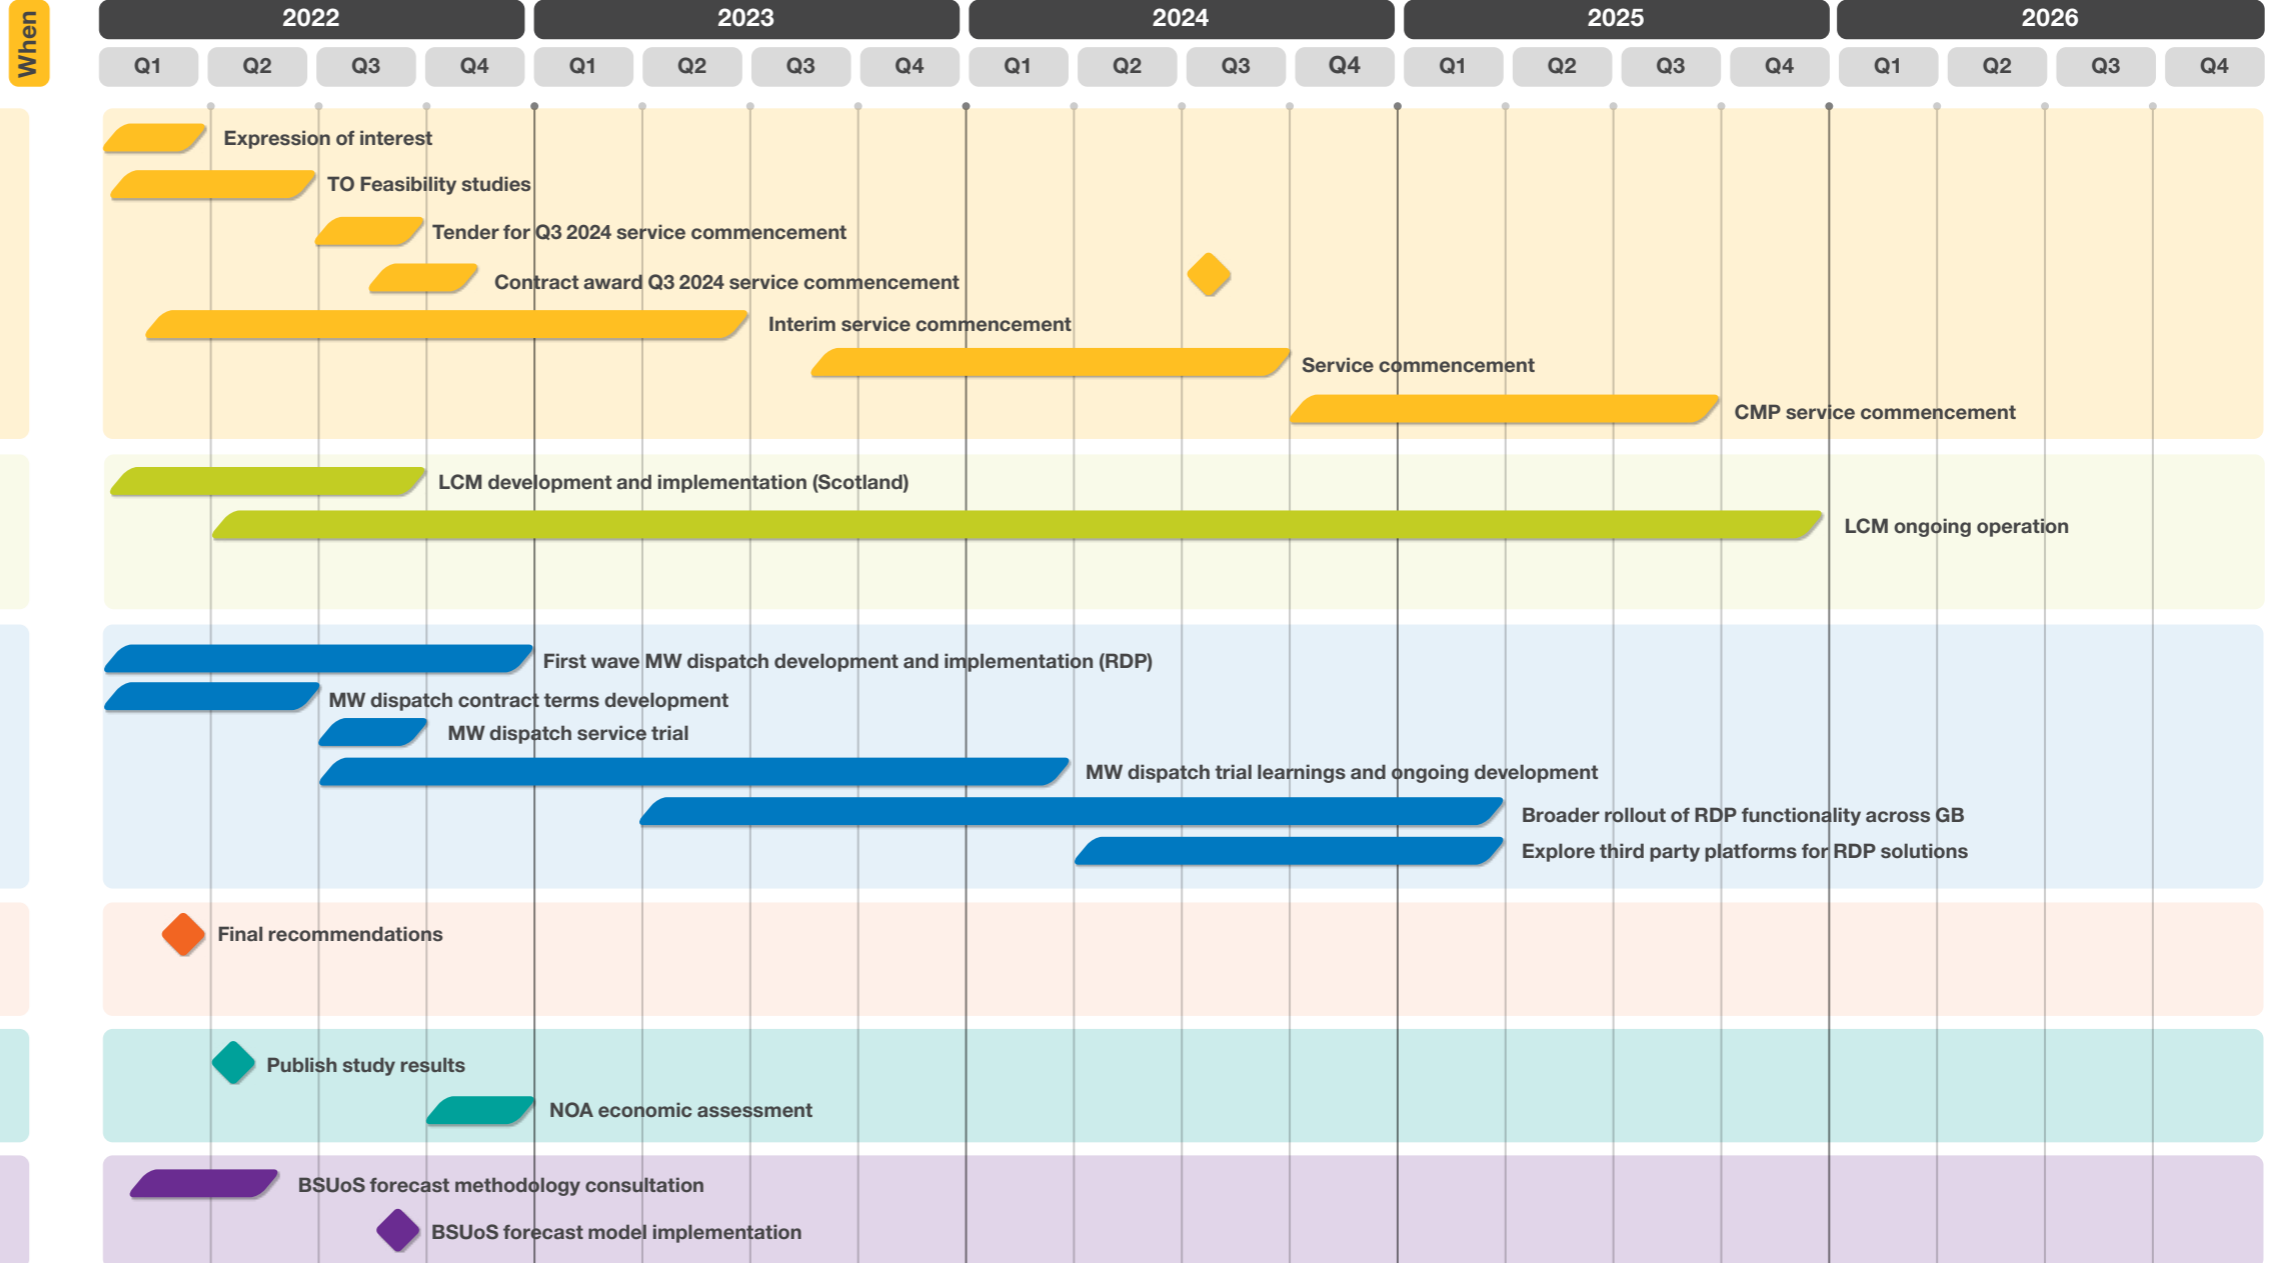 When
2022 2023 2024 2025 2026
Q1 Q2 Q3 Q4 Q1 Q2 Q3 Q4 Q1 Q2 Q3 Q4 Q1 Q2 Q3 Q4 Q1 Q2 Q3 Q4
Expression of interest
TO Feasibility studies
Tender for Q3 2024 service commencement
Contract award Q3 2024 service commencement
Interim service commencement
Service commencement
CMP service commencement
LCM development and implementation (Scotland)
LCM ongoing operation
First wave MW dispatch development and implementation (RDP)
MW dispatch contract terms development
MW dispatch service trial
MW dispatch trial learnings and ongoing development
Broader rollout of RDP functionality across GB
Explore third party platforms for RDP solutions
Final recommendations
Publish study results
NOA economic assessment
BSUoS forecast methodology consultation
BSUoS forecast model implementation